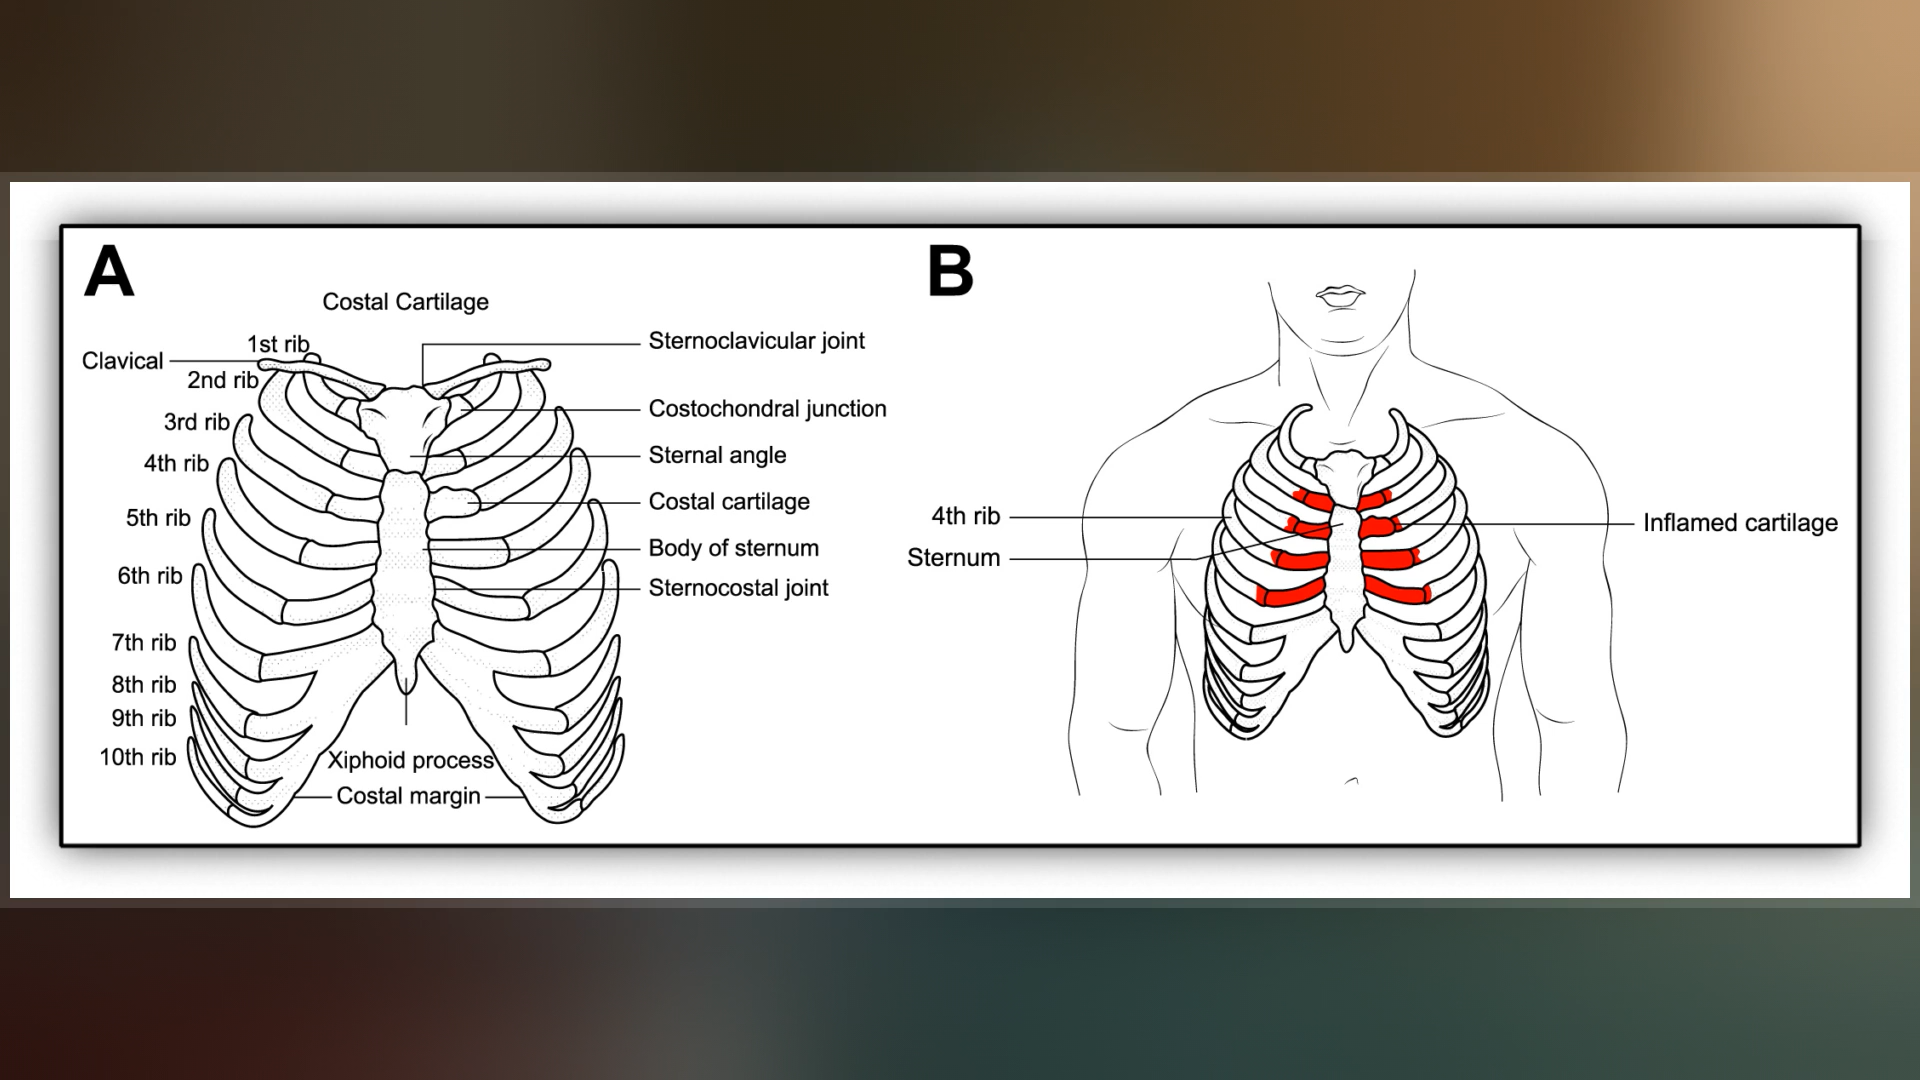 A
Costal Cartilage
1st rib
Clavical
2nd rib
3rd rib
4th rib
5th rib
6th rib
7th rib
8th rib
9th rib
10th rib
Sternoclavicular joint
Costochondral junction
Sternal angle
Costal cartilage
Body of sternum
Sternocostal joint
Xiphoid process
Costal margin
B
4th rib
Sternum
Inflamed cartilage